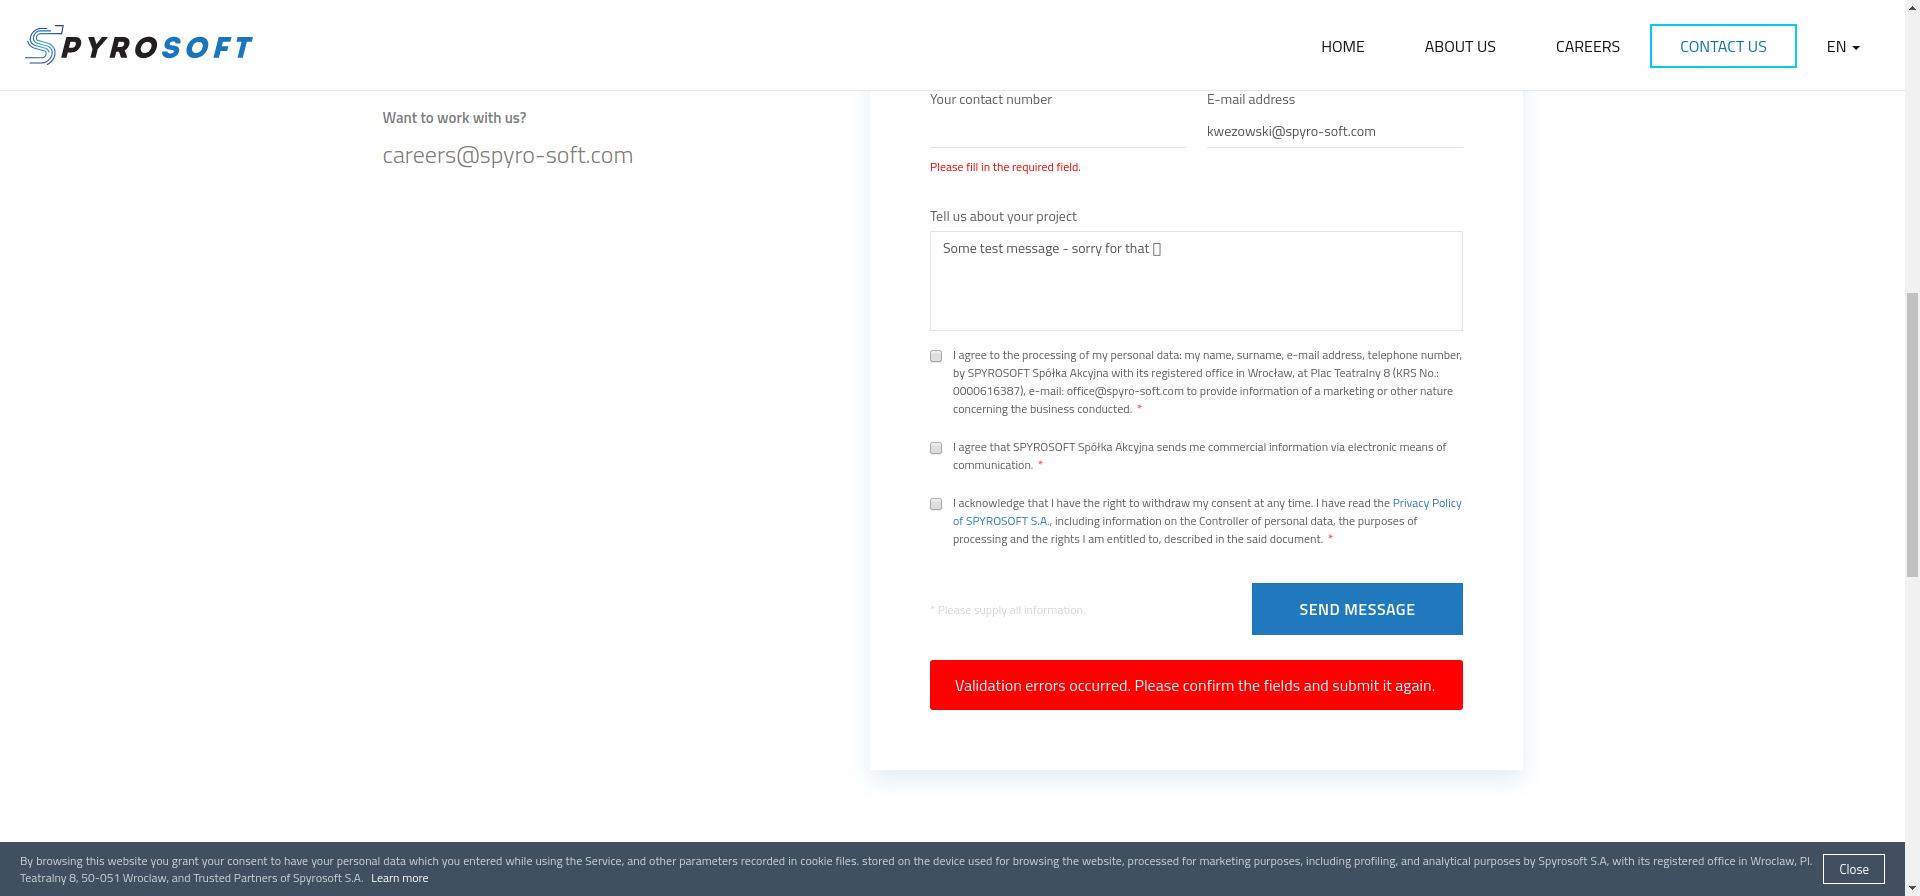 SPYROSOFT
HOME
ABOUT US
CAREERS
CONTACT US
EN
Want to work with us?
careers@spyro-soft.com
Your contact number
E-mail address
kwezowski@spyro-soft.com
Please fill in the required field.
Tell us about your project
Some test message - sorry for that
I agree to the processing of my personal data: my name, surname, e-mail address, telephone number,
by SPYROSOFT Spółka Akcyjna with its registered office in Wrocław, at Plac Teatralny 8 (KRS No.:
0000616387), e-mail: office@spyro-soft.com to provide information of a marketing or other nature
concerning the business conducted. *
I agree that SPYROSOFT Spółka Akcyjna sends me commercial information via electronic means of
communication. *
I acknowledge that I have the right to withdraw my consent at any time. I have read the Privacy Policy
of SPYROSOFT S.A., including information on the Controller of personal data, the purposes of
processing and the rights I am entitled to, described in the said document. *
* Please supply all information.
SEND MESSAGE
Validation errors occurred. Please confirm the fields and submit it again.
By browsing this website you grant your consent to have your personal data which you entered while using the Service, and other parameters recorded in cookie files. stored on the device used for browsing the website, processed for marketing purposes, including profiling, and analytical purposes by Spyrosoft S.A, with its registered office in Wroclaw, Pl.
Teatralny 8, 50-051 Wroclaw, and Trusted Partners of Spyrosoft S.A. Learn more
Close